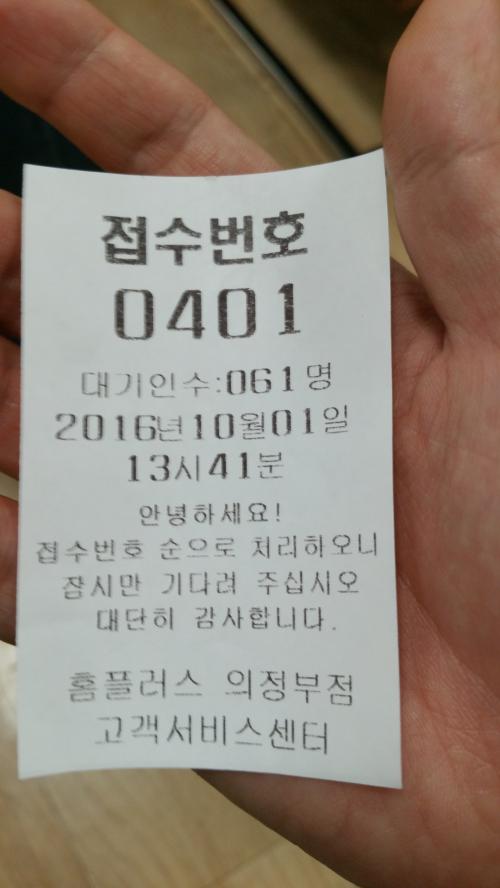 접수번호
0401
대기인수:061명
2016년10월01일
13시41분
안녕하세요!
접수번호 순으로 처리하오니
잠시만 기다려 주십시오
대단히 감사합니다.
홈플러스 의정부점
고객서비스센터